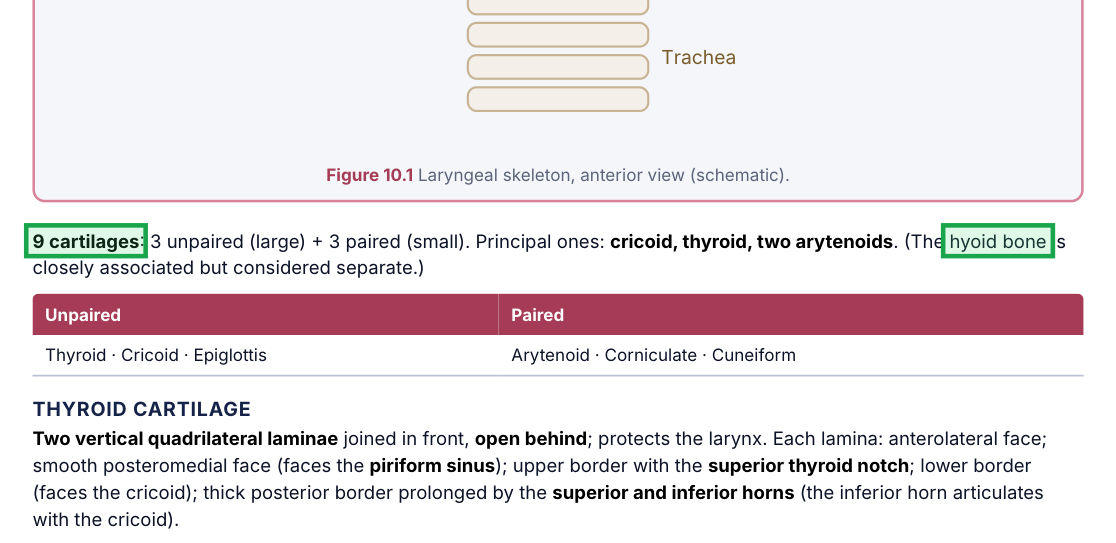 Trachea
Figure 10.1 Laryngeal skeleton, anterior view (schematic).
9 cartilages: 3 unpaired (large) + 3 paired (small). Principal ones: cricoid, thyroid, two arytenoids. (The hyoid bone is
closely associated but considered separate.)
Unpaired Paired
Thyroid · Cricoid · Epiglottis Arytenoid · Corniculate · Cuneiform
THYROID CARTILAGE
Two vertical quadrilateral laminae joined in front, open behind; protects the larynx. Each lamina: anterolateral face;
smooth posteromedial face (faces the piriform sinus); upper border with the superior thyroid notch; lower border
(faces the cricoid); thick posterior border prolonged by the superior and inferior horns (the inferior horn articulates
with the cricoid).